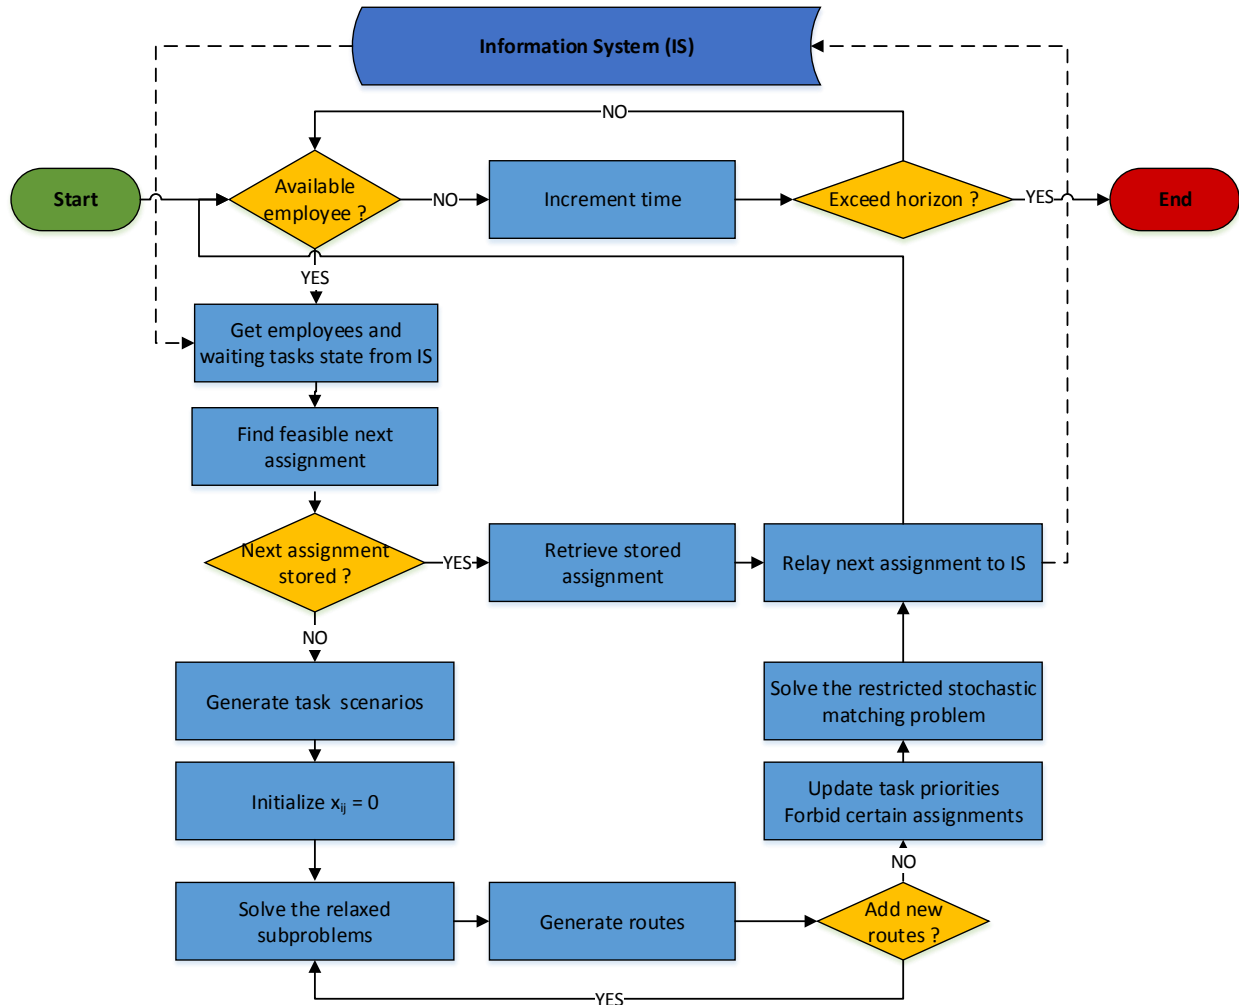 Information System (IS)
NO
Start
Available
employee ?
NO
Increment time
Exceed horizon ?
YES
End
YES
Get employees and
waiting tasks state from IS
Find feasible next
assignment
Next assignment
stored ?
YES
Retrieve stored
assignment
Relay next assignment to IS
NO
Generate task scenarios
Solve the restricted stochastic
matching problem
Initialize xij = 0
Update task priorities
Forbid certain assignments
NO
Solve the relaxed
subproblems
Generate routes
Add new
routes ?
YES